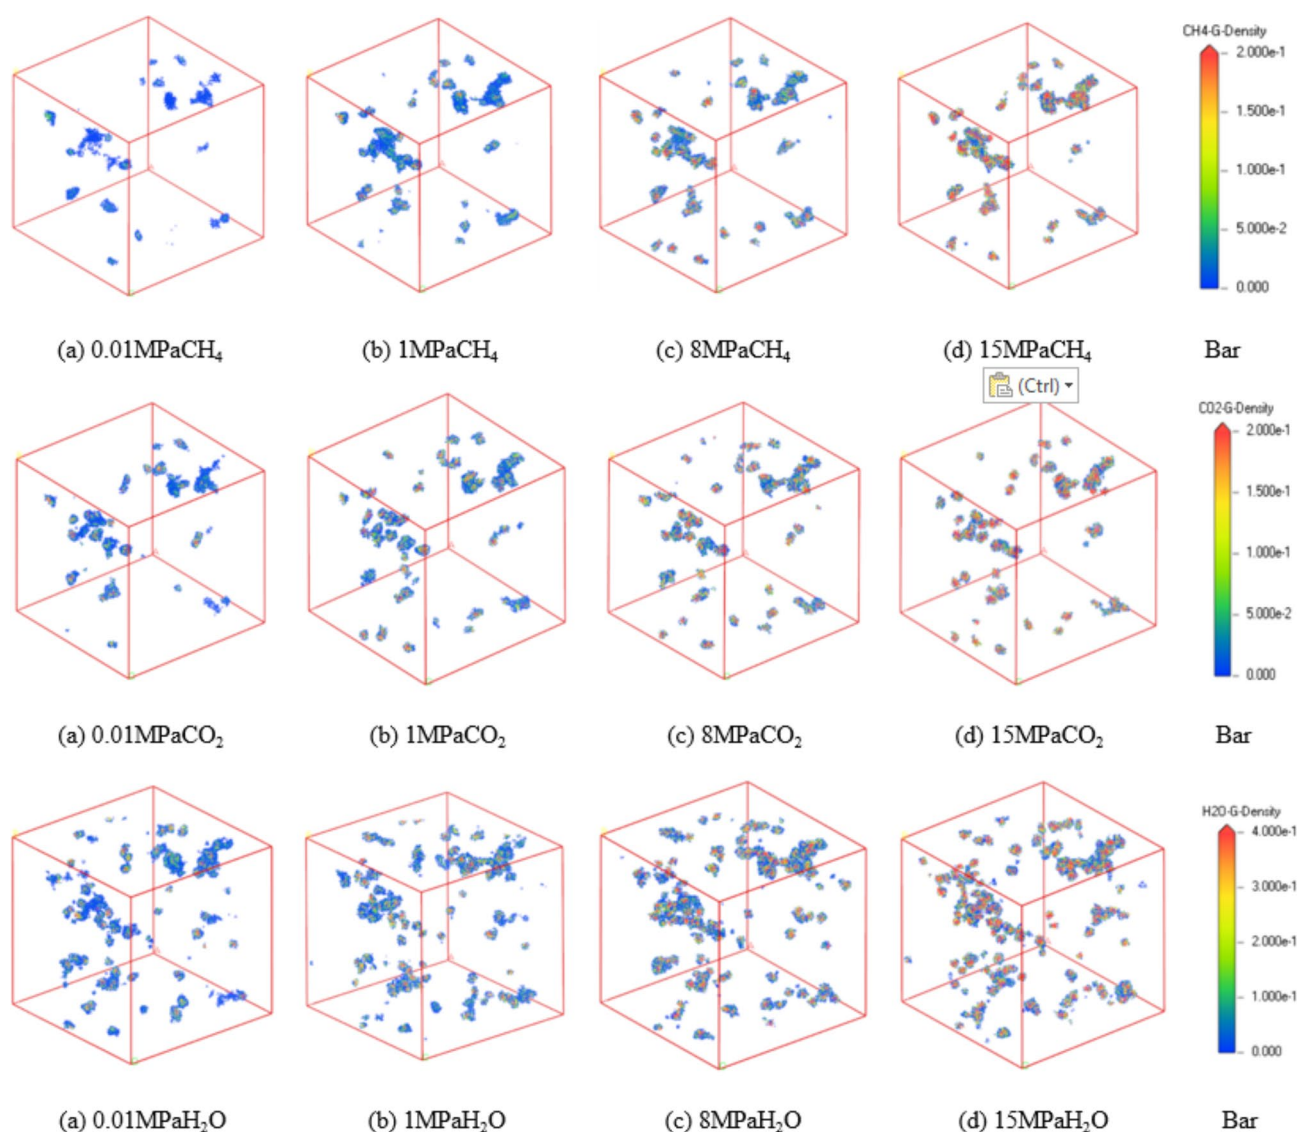 CH4-G-Density
2.000e-1
1.500e-1
1.000e-1
5.000e-2
0.000
(a) 0.01MPaCH₄ (b) 1MPaCH₄ (c) 8MPaCH₄ (d) 15MPaCH₄ Bar
(Ctrl)
CO2-G-Density
2.000e-1
1.500e-1
1.000e-1
5.000e-2
0.000
(a) 0.01MPaCO₂ (b) 1MPaCO₂ (c) 8MPaCO₂ (d) 15MPaCO₂ Bar
H2O-G-Density
4.000e-1
3.000e-1
2.000e-1
1.000e-1
0.000
(a) 0.01MPaH₂O (b) 1MPaH₂O (c) 8MPaH₂O (d) 15MPaH₂O Bar